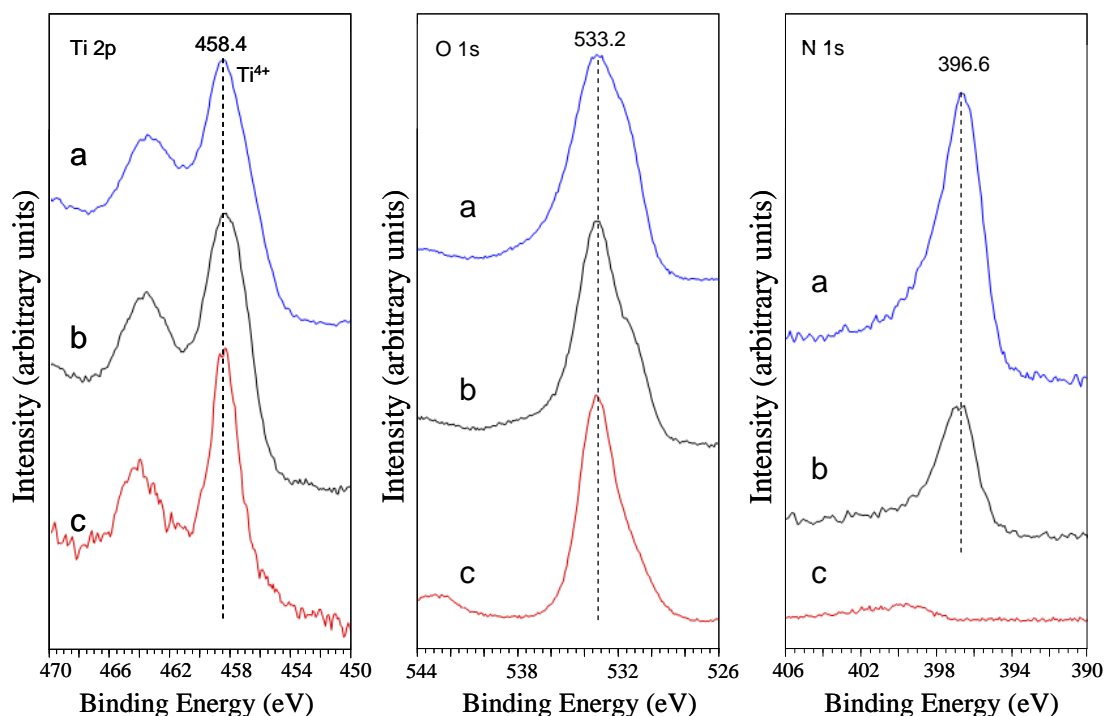 Ti 2p
458.4
Ti⁴⁺
a
b
c
Intensity (arbitrary units)
470 466 462 458 454 450
Binding Energy (eV)
O 1s
533.2
a
b
c
Intensity (arbitrary units)
544 538 532 526
Binding Energy (eV)
N 1s
396.6
a
b
c
Intensity (arbitrary units)
406 402 398 394 390
Binding Energy (eV)